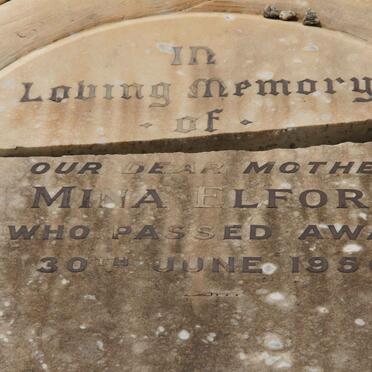 In
Loving Memory
- of -
OUR DEAR MOTHE
MINA ELFOR
WHO PASSED AWA
30TH JUNE 195